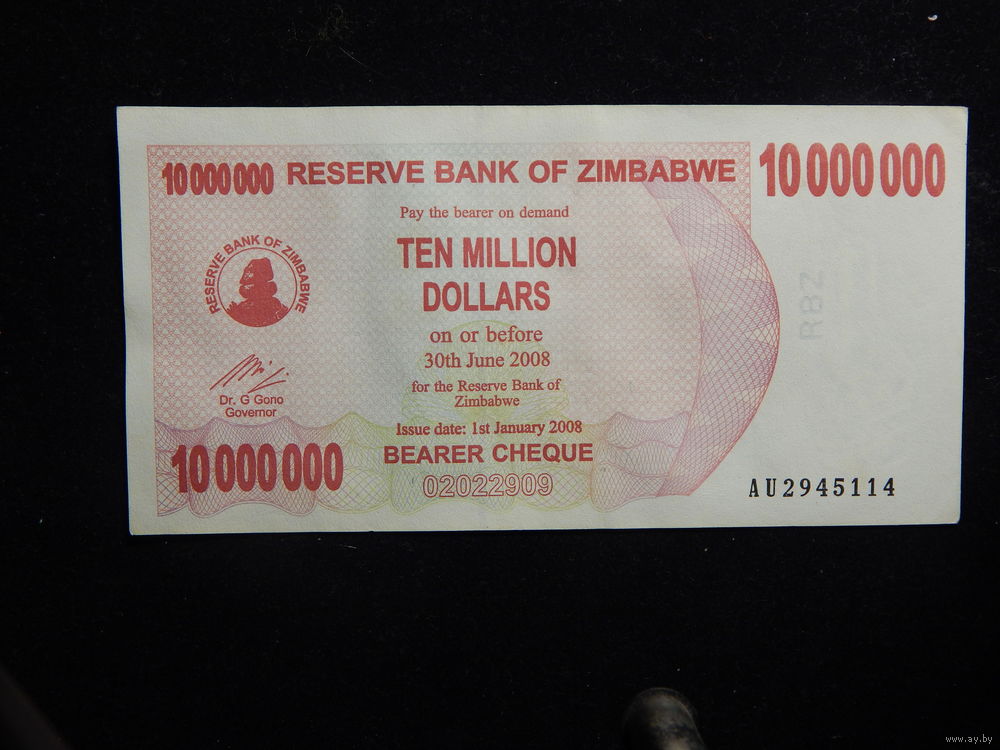 10 000 000 RESERVE BANK OF ZIMBABWE 10 000 000
Pay the bearer on demand
TEN MILLION
DOLLARS
on or before
30th June 2008
for the Reserve Bank of
Zimbabwe
Issue date: 1st January 2008
BEARER CHEQUE
02022909
RESERVE BANK OF ZIMBABWE
Dr. G Gono
Governor
10 000 000
RBZ
AU2945114
www.ay.by